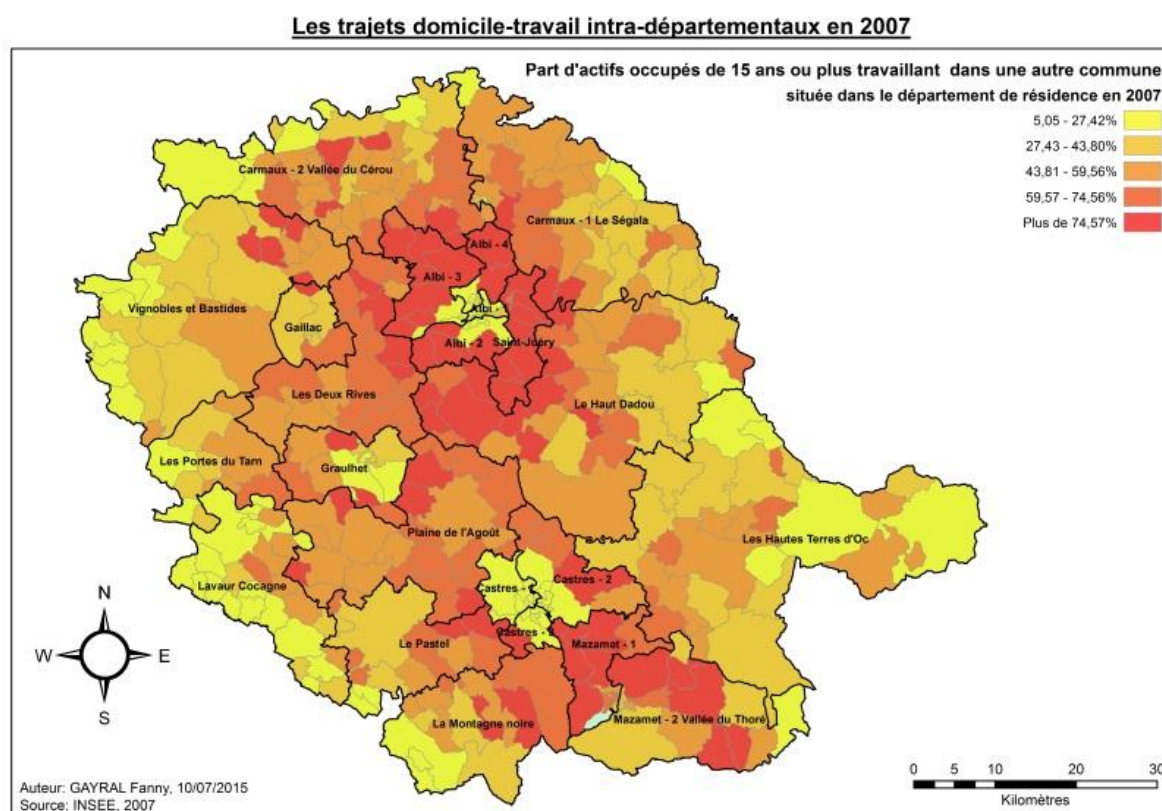 Les trajets domicile-travail intra-départementaux en 2007
Part d'actifs occupés de 15 ans ou plus travaillant dans une autre commune
située dans le département de résidence en 2007
5,05 - 27,42%
27,43 - 43,80%
43,81 - 59,56%
59,57 - 74,56%
Plus de 74,57%
Carmaux - 2 Vallée du Cérou
Carmaux - 1 Le Ségala
Albi - 4
Albi - 3
Vignobles et Bastides
Gaillac
Albi -
Albi - 2
Saint-Juéry
Les Deux Rives
Le Haut Dadou
Les Portes du Tarn
Graulhet
Plaine de l'Agoût
Les Hautes Terres d'Oc
Lavaur Cocagne
Castres -
Castres - 2
Castres -
Le Pastel
Mazamet - 1
La Montagne noire
Mazamet - 2 Vallée du Thoré
N
W
E
S
Auteur: GAYRAL Fanny, 10/07/2015
Source: INSEE, 2007
0 5 10 20 30
Kilomètres